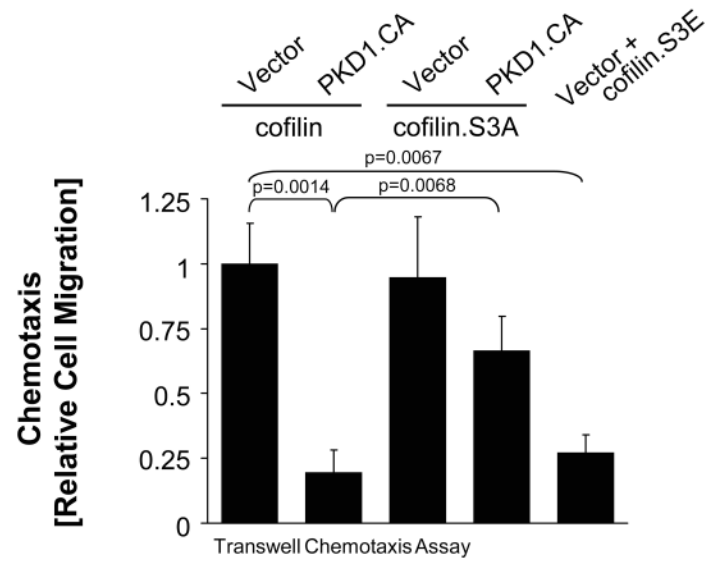 Vector
PKD1.CA
Vector
PKD1.CA
Vector +
cofilin.S3E
cofilin
cofilin.S3A
p=0.0067
p=0.0014
p=0.0068
Chemotaxis
[Relative Cell Migration]
1.25
1
0.75
0.5
0.25
0
Transwell Chemotaxis Assay